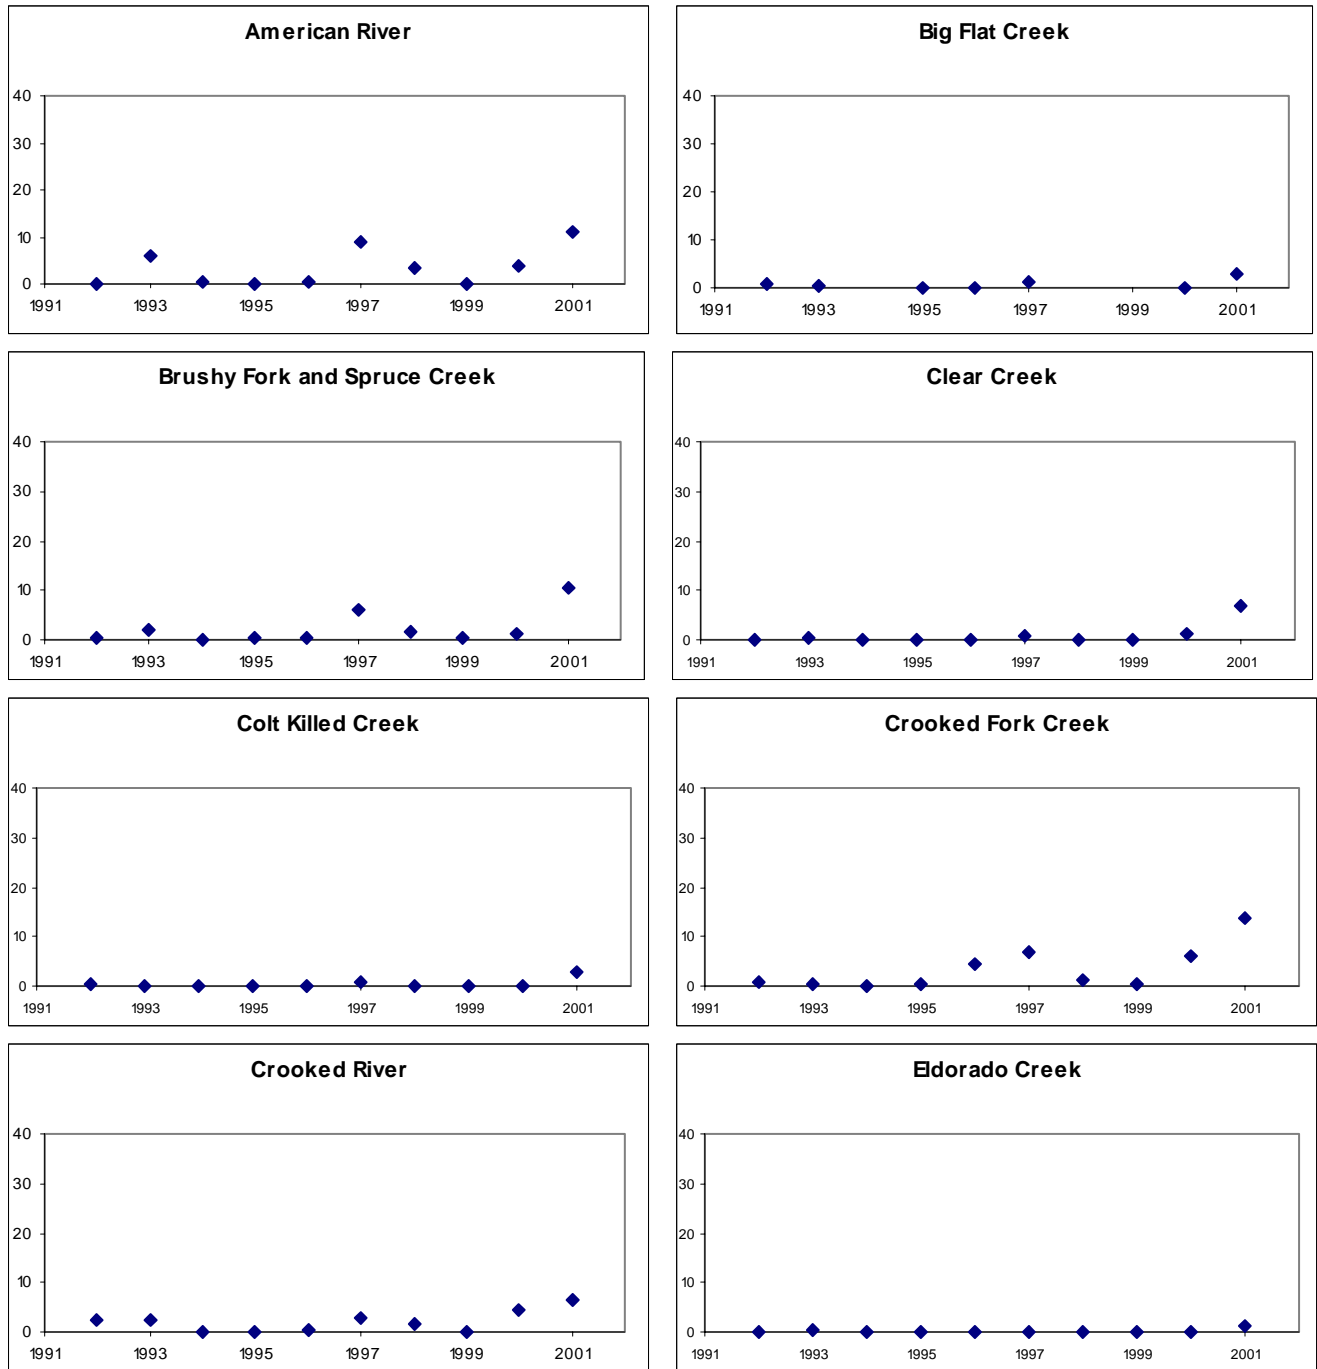 American River
40
30
20
10
0
1991 1993 1995 1997 1999 2001
Big Flat Creek
40
30
20
10
0
1991 1993 1995 1997 1999 2001
Brushy Fork and Spruce Creek
40
30
20
10
0
1991 1993 1995 1997 1999 2001
Clear Creek
40
30
20
10
0
1991 1993 1995 1997 1999 2001
Colt Killed Creek
40
30
20
10
0
1991 1993 1995 1997 1999 2001
Crooked Fork Creek
40
30
20
10
0
1991 1993 1995 1997 1999 2001
Crooked River
40
30
20
10
0
1991 1993 1995 1997 1999 2001
Eldorado Creek
40
30
20
10
0
1991 1993 1995 1997 1999 2001